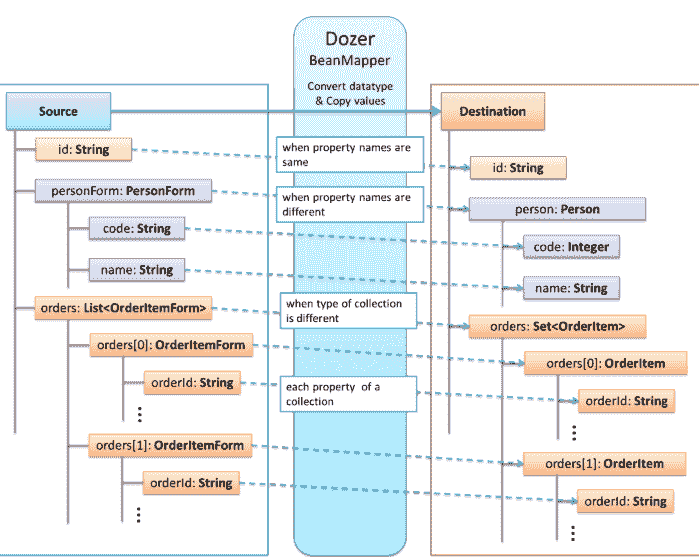 Dozer
BeanMapper
Convert datatype
& Copy values
Source
Destination
id: String
when property names are
same
id: String
personForm: PersonForm
when property names are
different
person: Person
code: String
code: Integer
name: String
name: String
orders: List<OrderItemForm>
when type of collection
is different
orders: Set<OrderItem>
orders[0]: OrderItemForm
orders[0]: OrderItem
orderId: String
each property of a
collection
orderId: String
orders[1]: OrderItemForm
orders[1]: OrderItem
orderId: String
orderId: String